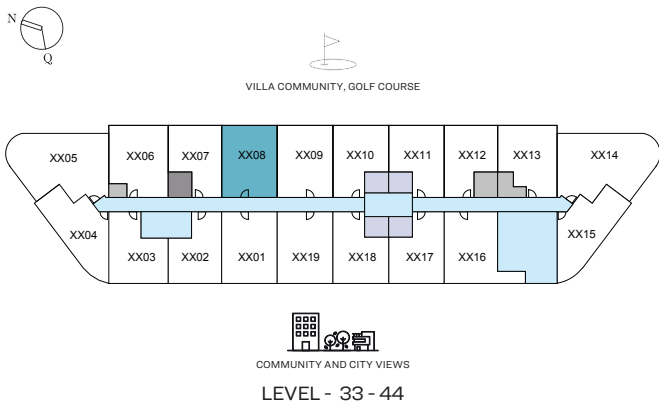 N
Q
VILLA COMMUNITY, GOLF COURSE
XX05 XX06 XX07 XX08 XX09 XX10 XX11 XX12 XX13 XX14
XX04 XX03 XX02 XX01 XX19 XX18 XX17 XX16 XX15
COMMUNITY AND CITY VIEWS
LEVEL - 33 - 44